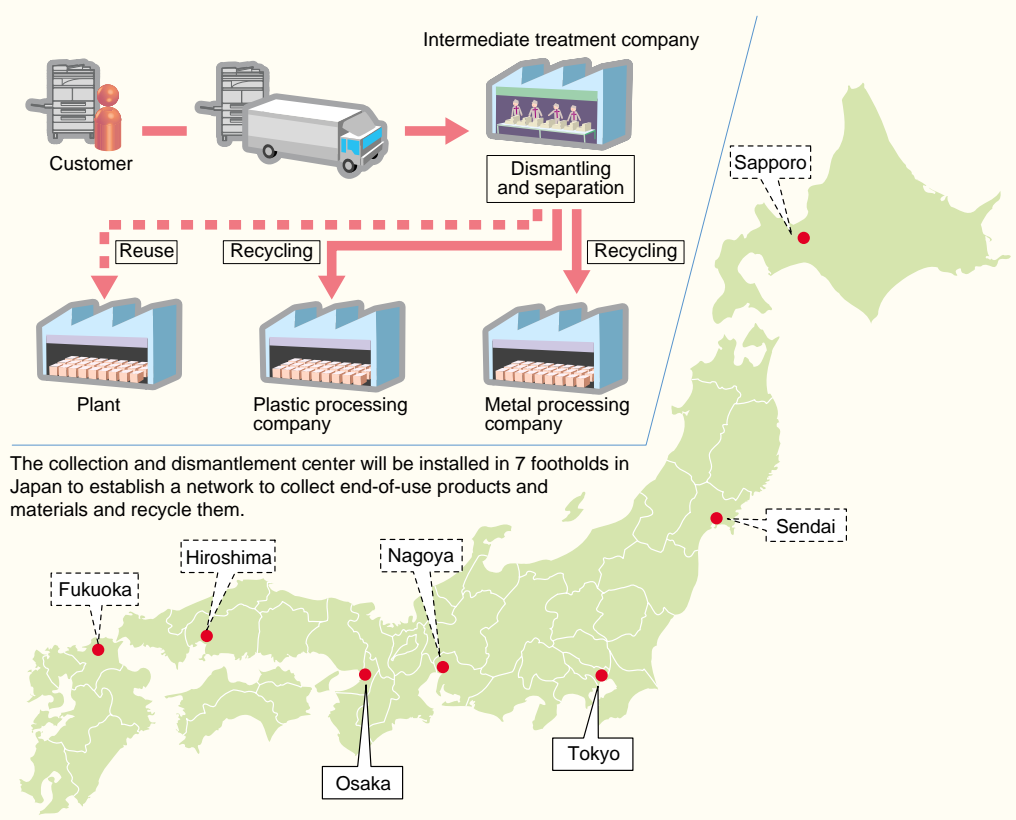 Intermediate treatment company
Customer
Dismantling
and separation
Reuse
Recycling
Recycling
Plant
Plastic processing
company
Metal processing
company
The collection and dismantlement center will be installed in 7 footholds in
Japan to establish a network to collect end-of-use products and
materials and recycle them.
Sapporo
Sendai
Hiroshima
Nagoya
Fukuoka
Tokyo
Osaka